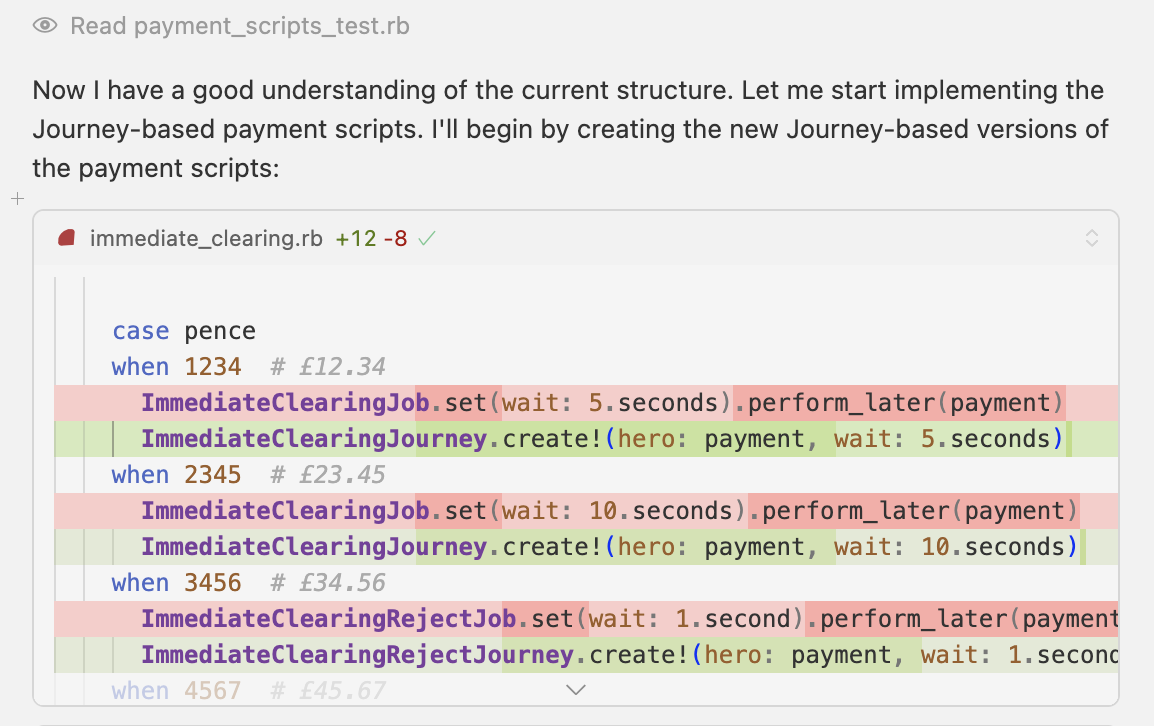 Read payment_scripts_test.rb
Now I have a good understanding of the current structure. Let me start implementing the
Journey-based payment scripts. I'll begin by creating the new Journey-based versions of
the payment scripts:
immediate_clearing.rb +12 -8
case pence
when 1234  # £12.34
ImmediateClearingJob.set(wait: 5.seconds).perform_later(payment)
ImmediateClearingJourney.create!(hero: payment, wait: 5.seconds)
when 2345  # £23.45
ImmediateClearingJob.set(wait: 10.seconds).perform_later(payment)
ImmediateClearingJourney.create!(hero: payment, wait: 10.seconds)
when 3456  # £34.56
ImmediateClearingRejectJob.set(wait: 1.second).perform_later(payment
ImmediateClearingRejectJourney.create!(hero: payment, wait: 1.second
when 4567  # £45.67